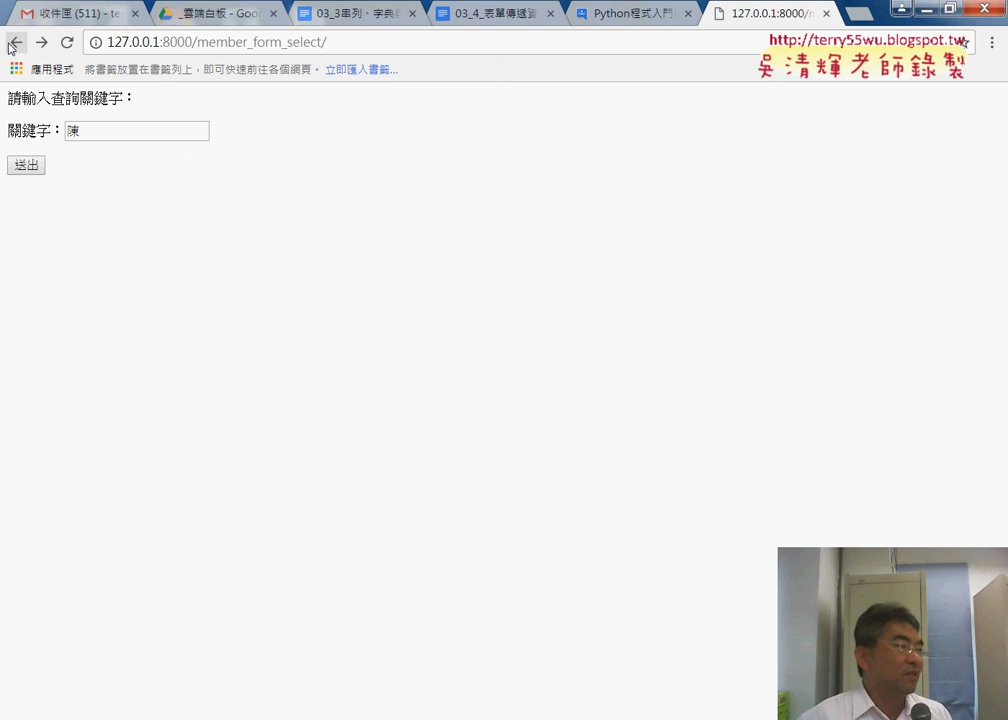 收件匣 (511) - te
_雲端白板 - Goo
03_3串列、字典與
03_4_表單傳遞資
Python程式入門
127.0.0.1:8000/m
127.0.0.1:8000/member_form_select/
http://terry55wu.blogspot.tw
吳清輝老師錄製
應用程式
將書籤放置在書籤列上，即可快速前往各個網頁。
立即匯入書籤...
請輸入查詢關鍵字：
關鍵字：陳
送出